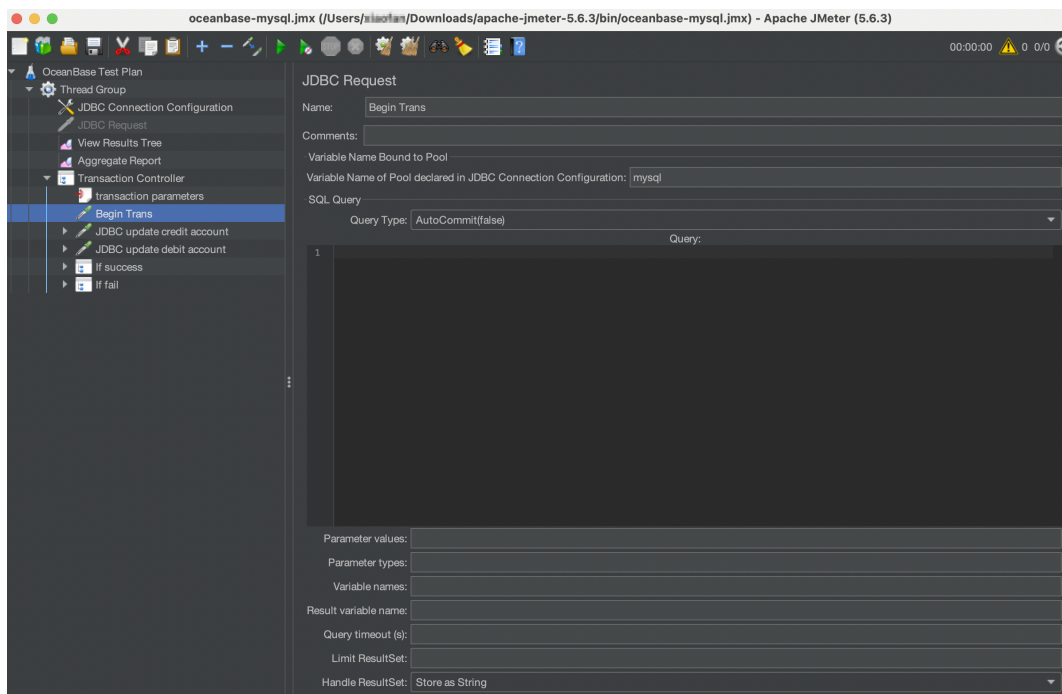 oceanbase-mysql.jmx (/Users/ /Downloads/apache-jmeter-5.6.3/bin/oceanbase-mysql.jmx) - Apache JMeter (5.6.3)
00:00:00 0 0/0
OceanBase Test Plan
Thread Group
JDBC Connection Configuration
JDBC Request
View Results Tree
Aggregate Report
Transaction Controller
transaction parameters
Begin Trans
JDBC update credit account
JDBC update debit account
If success
If fail
JDBC Request
Name: Begin Trans
Comments:
Variable Name Bound to Pool
Variable Name of Pool declared in JDBC Connection Configuration: mysql
SQL Query
Query Type: AutoCommit(false)
Query:
1
Parameter values:
Parameter types:
Variable names:
Result variable name:
Query timeout (s):
Limit ResultSet:
Handle ResultSet: Store as String